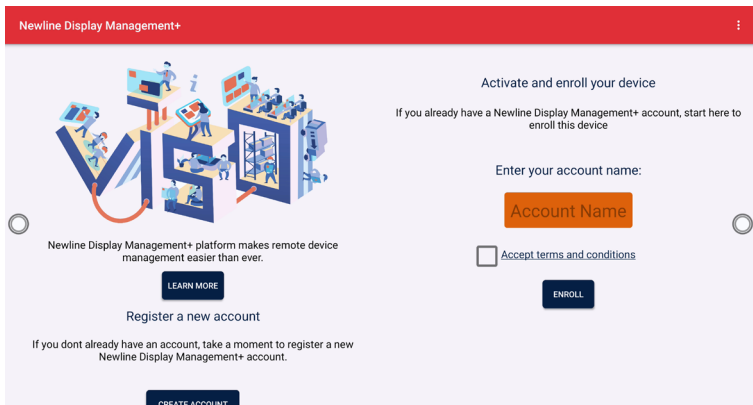 Newline Display Management+
Activate and enroll your device
If you already have a Newline Display Management+ account, start here to
enroll this device
Enter your account name:
Account Name
Accept terms and conditions
ENROLL
Newline Display Management+ platform makes remote device
management easier than ever.
LEARN MORE
Register a new account
If you dont already have an account, take a moment to register a new
Newline Display Management+ account.
CREATE ACCOUNT